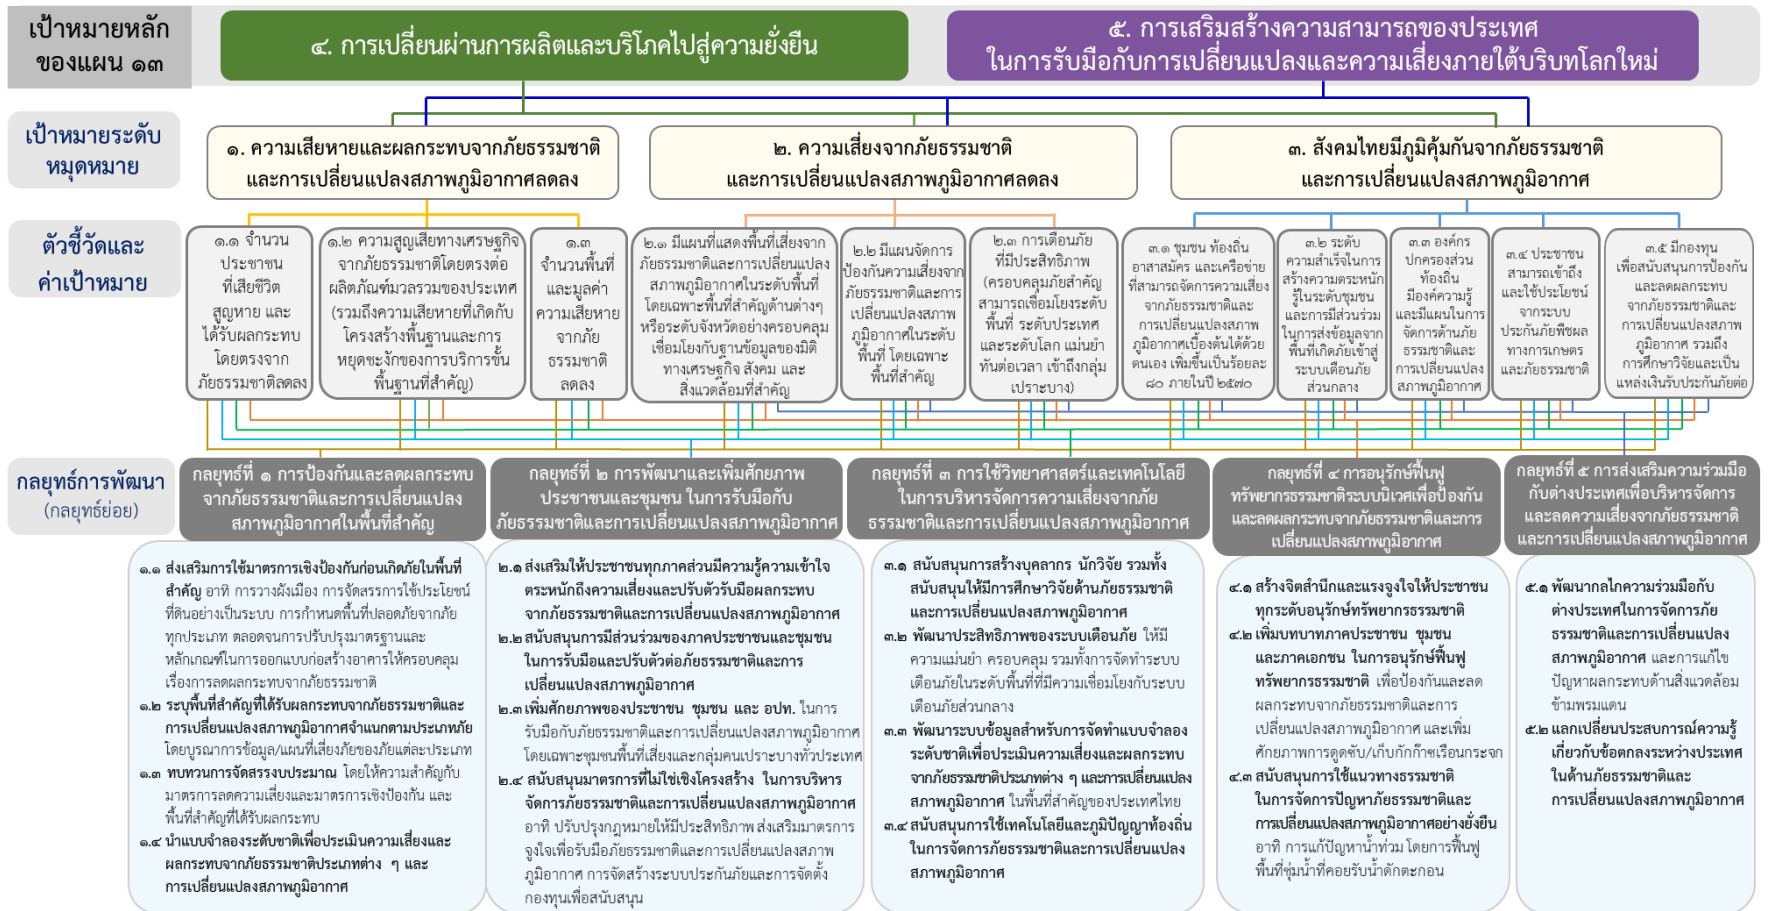 เป้าหมายหลัก
ของแผน ๑๓
๔. การเปลี่ยนผ่านการผลิตและบริโภคไปสู่ความยั่งยืน
๕. การเสริมสร้างความสามารถของประเทศ
ในการรับมือกับการเปลี่ยนแปลงและความเสี่ยงภายใต้บริบทโลกใหม่
เป้าหมายระดับ
หมุดหมาย
๑. ความเสียหายและผลกระทบจากภัยธรรมชาติ
และการเปลี่ยนแปลงสภาพภูมิอากาศลดลง
๒. ความเสี่ยงจากภัยธรรมชาติ
และการเปลี่ยนแปลงสภาพภูมิอากาศลดลง
๓. สังคมไทยมีภูมิคุ้มกันจากภัยธรรมชาติ
และการเปลี่ยนแปลงสภาพภูมิอากาศ
ตัวชี้วัดและ
ค่าเป้าหมาย
๑.๑ จำนวน
ประชาชน
ที่เสียชีวิต
สูญหาย และ
ได้รับผลกระทบ
โดยตรงจาก
ภัยธรรมชาติลดลง
๑.๒ ความสูญเสียทางเศรษฐกิจ
จากภัยธรรมชาติโดยตรงต่อ
ผลิตภัณฑ์มวลรวมของประเทศ
(รวมถึงความเสียหายที่เกิดกับ
โครงสร้างพื้นฐานและการ
หยุดชะงักของการบริการขั้น
พื้นฐานที่สำคัญ)
๑.๓
จำนวนพื้นที่
และมูลค่า
ความเสียหาย
จากภัย
ธรรมชาติ
ลดลง
๒.๑ มีแผนที่แสดงพื้นที่เสี่ยงจาก
ภัยธรรมชาติและการเปลี่ยนแปลง
สภาพภูมิอากาศในระดับพื้นที่
โดยเฉพาะพื้นที่สำคัญด้านต่างๆ
หรือระดับจังหวัดอย่างครอบคลุม
เชื่อมโยงกับฐานข้อมูลของมิติ
ทางเศรษฐกิจ สังคม และ
สิ่งแวดล้อมที่สำคัญ
๒.๒ มีแผนจัดการ
ป้องกันความเสี่ยงจาก
ภัยธรรมชาติและการ
เปลี่ยนแปลงสภาพ
ภูมิอากาศในระดับ
พื้นที่ โดยเฉพาะ
พื้นที่สำคัญ
๒.๓ การเตือนภัย
ที่มีประสิทธิภาพ
(ครอบคลุมภัยสำคัญ
สามารถเชื่อมโยงระดับ
พื้นที่ ระดับประเทศ
และระดับโลก แม่นยำ
ทันต่อเวลา เข้าถึงกลุ่ม
เปราะบาง)
๓.๑ ชุมชน ท้องถิ่น
อาสาสมัคร และเครือข่าย
ที่สามารถจัดการความเสี่ยง
จากภัยธรรมชาติและ
การเปลี่ยนแปลงสภาพ
ภูมิอากาศเบื้องต้นได้ด้วย
ตนเอง เพิ่มขึ้นเป็นร้อยละ
๘๐ ภายในปี ๒๕๗๐
๓.๒ ระดับ
ความสำเร็จในการ
สร้างความตระหนัก
รู้ในระดับชุมชน
และการมีส่วนร่วม
ในการส่งข้อมูลจาก
พื้นที่เกิดภัยเข้าสู่
ระบบเตือนภัย
ส่วนกลาง
๓.๓ องค์กร
ปกครองส่วน
ท้องถิ่น
มีองค์ความรู้
และมีแผนในการ
จัดการด้านภัย
ธรรมชาติและ
การเปลี่ยนแปลง
สภาพภูมิอากาศ
๓.๔ ประชาชน
สามารถเข้าถึง
และใช้ประโยชน์
จากระบบ
ประกันภัยพืชผล
ทางการเกษตร
และภัยธรรมชาติ
๓.๕ มีกองทุน
เพื่อสนับสนุนการป้องกัน
และลดผลกระทบ
จากภัยธรรมชาติและ
การเปลี่ยนแปลงสภาพ
ภูมิอากาศ รวมถึง
การศึกษาวิจัยและเป็น
แหล่งเงินรับประกันภัยต่อ
กลยุทธ์การพัฒนา
(กลยุทธ์ย่อย)
กลยุทธ์ที่ ๑ การป้องกันและลดผลกระทบ
จากภัยธรรมชาติและการเปลี่ยนแปลง
สภาพภูมิอากาศในพื้นที่สำคัญ
กลยุทธ์ที่ ๒ การพัฒนาและเพิ่มศักยภาพ
ประชาชนและชุมชน ในการรับมือกับ
ภัยธรรมชาติและการเปลี่ยนแปลงสภาพภูมิอากาศ
กลยุทธ์ที่ ๓ การใช้วิทยาศาสตร์และเทคโนโลยี
ในการบริหารจัดการความเสี่ยงจากภัย
ธรรมชาติและการเปลี่ยนแปลงสภาพภูมิอากาศ
กลยุทธ์ที่ ๔ การอนุรักษ์ฟื้นฟู
ทรัพยากรธรรมชาติระบบนิเวศเพื่อป้องกัน
และลดผลกระทบจากภัยธรรมชาติและการ
เปลี่ยนแปลงสภาพภูมิอากาศ
กลยุทธ์ที่ ๕ การส่งเสริมความร่วมมือ
กับต่างประเทศเพื่อบริหารจัดการ
และลดความเสี่ยงจากภัยธรรมชาติ
และการเปลี่ยนแปลงสภาพภูมิอากาศ
๑.๑ ส่งเสริมการใช้มาตรการเชิงป้องกันก่อนเกิดภัยในพื้นที่
สำคัญ อาทิ การวางผังเมือง การจัดสรรการใช้ประโยชน์
ที่ดินอย่างเป็นระบบ การกำหนดพื้นที่ปลอดภัยจากภัย
ทุกประเภท ตลอดจนการปรับปรุงมาตรฐานและ
หลักเกณฑ์ในการออกแบบก่อสร้างอาคารให้ครอบคลุม
เรื่องการลดผลกระทบจากภัยธรรมชาติ
๑.๒ ระบุพื้นที่สำคัญที่ได้รับผลกระทบจากภัยธรรมชาติและ
การเปลี่ยนแปลงสภาพภูมิอากาศจำแนกตามประเภทภัย
โดยบูรณาการข้อมูล/แผนที่เสี่ยงภัยของภัยแต่ละประเภท
๑.๓ ทบทวนการจัดสรรงบประมาณ โดยให้ความสำคัญกับ
มาตรการลดความเสี่ยงและมาตรการเชิงป้องกัน และ
พื้นที่สำคัญที่ได้รับผลกระทบ
๑.๔ นำแบบจำลองระดับชาติเพื่อประเมินความเสี่ยงและ
ผลกระทบจากภัยธรรมชาติประเภทต่าง ๆ และ
การเปลี่ยนแปลงสภาพภูมิอากาศ
๒.๑ ส่งเสริมให้ประชาชนทุกภาคส่วนมีความรู้ความเข้าใจ
ตระหนักถึงความเสี่ยงและปรับตัวรับมือผลกระทบ
จากภัยธรรมชาติและการเปลี่ยนแปลงสภาพภูมิอากาศ
๒.๒ สนับสนุนการมีส่วนร่วมของภาคประชาชนและชุมชน
ในการรับมือและปรับตัวต่อภัยธรรมชาติและการ
เปลี่ยนแปลงสภาพภูมิอากาศ
๒.๓ เพิ่มศักยภาพของประชาชน ชุมชน และ อปท. ในการ
รับมือกับภัยธรรมชาติและการเปลี่ยนแปลงสภาพภูมิอากาศ
โดยเฉพาะชุมชนพื้นที่เสี่ยงและกลุ่มคนเปราะบางทั่วประเทศ
๒.๔ สนับสนุนมาตรการที่ไม่ใช่เชิงโครงสร้าง ในการบริหาร
จัดการภัยธรรมชาติและการเปลี่ยนแปลงสภาพภูมิอากาศ
อาทิ ปรับปรุงกฎหมายให้มีประสิทธิภาพ ส่งเสริมมาตรการ
จูงใจเพื่อรับมือภัยธรรมชาติและการเปลี่ยนแปลงสภาพ
ภูมิอากาศ การจัดสร้างระบบประกันภัยและการจัดตั้ง
กองทุนเพื่อสนับสนุน
๓.๑ สนับสนุนการสร้างบุคลากร นักวิจัย รวมทั้ง
สนับสนุนให้มีการศึกษาวิจัยด้านภัยธรรมชาติ
และการเปลี่ยนแปลงสภาพภูมิอากาศ
๓.๒ พัฒนาประสิทธิภาพของระบบเตือนภัย ให้มี
ความแม่นยำ ครอบคลุม รวมทั้งการจัดทำระบบ
เตือนภัยในระดับพื้นที่ที่มีความเชื่อมโยงกับระบบ
เตือนภัยส่วนกลาง
๓.๓ พัฒนาระบบข้อมูลสำหรับการจัดทำแบบจำลอง
ระดับชาติเพื่อประเมินความเสี่ยงและผลกระทบ
จากภัยธรรมชาติประเภทต่าง ๆ และการเปลี่ยนแปลง
สภาพภูมิอากาศ ในพื้นที่สำคัญของประเทศไทย
๓.๔ สนับสนุนการใช้เทคโนโลยีและภูมิปัญญาท้องถิ่น
ในการจัดการภัยธรรมชาติและการเปลี่ยนแปลง
สภาพภูมิอากาศ
๔.๑ สร้างจิตสำนึกและแรงจูงใจให้ประชาชน
ทุกระดับอนุรักษ์ทรัพยากรธรรมชาติ
๔.๒ เพิ่มบทบาทภาคประชาชน ชุมชน
และภาคเอกชน ในการอนุรักษ์ฟื้นฟู
ทรัพยากรธรรมชาติ เพื่อป้องกันและลด
ผลกระทบจากภัยธรรมชาติและการ
เปลี่ยนแปลงสภาพภูมิอากาศ และเพิ่ม
ศักยภาพการดูดซับ/เก็บกักก๊าซเรือนกระจก
๔.๓ สนับสนุนการใช้แนวทางธรรมชาติ
ในการจัดการปัญหาภัยธรรมชาติและ
การเปลี่ยนแปลงสภาพภูมิอากาศอย่างยั่งยืน
อาทิ การแก้ปัญหาน้ำท่วม โดยการฟื้นฟู
พื้นที่ชุ่มน้ำที่คอยรับน้ำดักตะกอน
๕.๑ พัฒนากลไกความร่วมมือกับ
ต่างประเทศในการจัดการภัย
ธรรมชาติและการเปลี่ยนแปลง
สภาพภูมิอากาศ และการแก้ไข
ปัญหาผลกระทบด้านสิ่งแวดล้อม
ข้ามพรมแดน
๕.๒ แลกเปลี่ยนประสบการณ์ความรู้
เกี่ยวกับข้อตกลงระหว่างประเทศ
ในด้านภัยธรรมชาติและ
การเปลี่ยนแปลงสภาพภูมิอากาศ